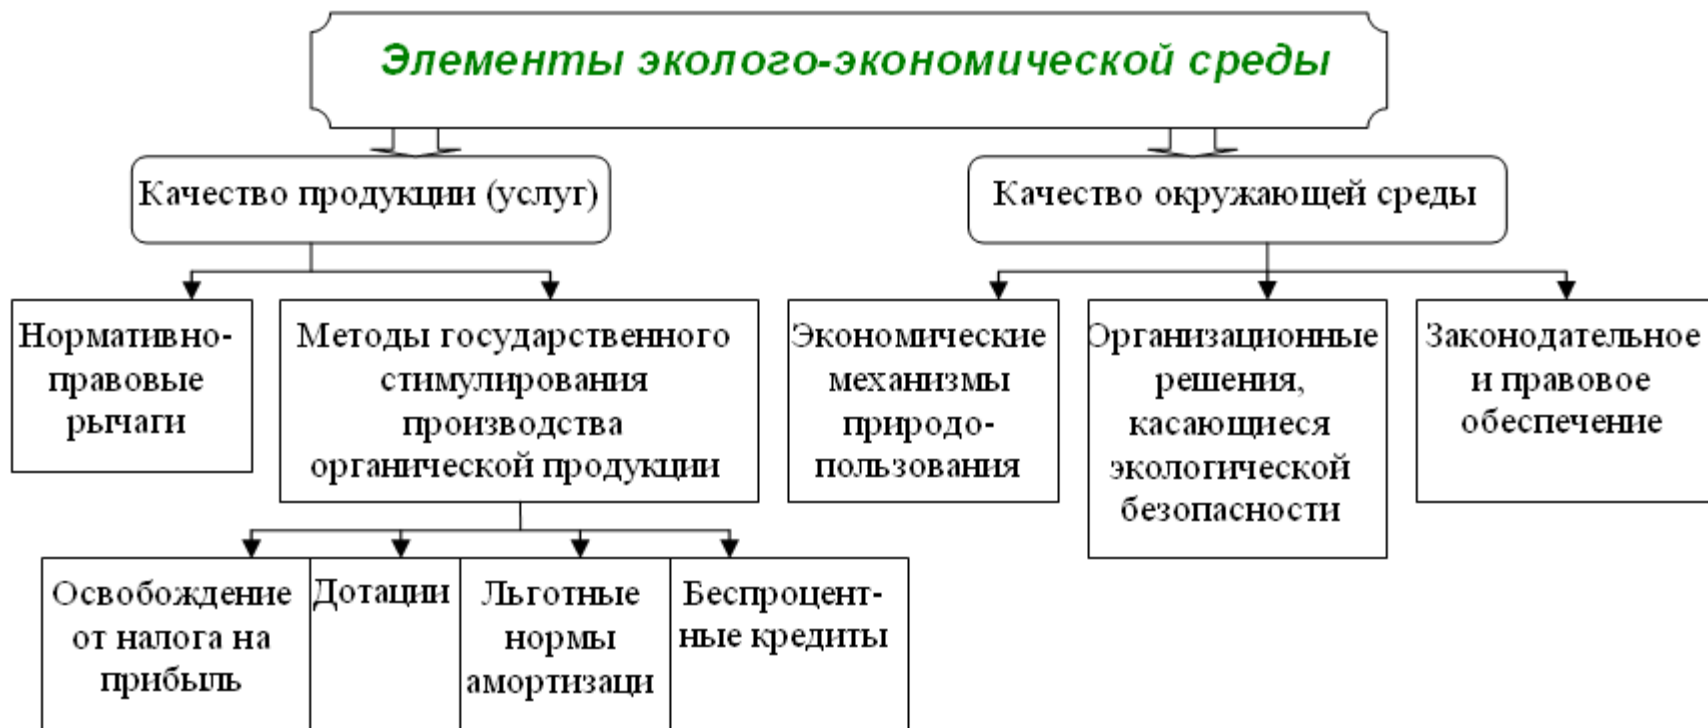 Элементы эколого-экономической среды
Качество продукции (услуг)
Качество окружающей среды
Нормативно-
правовые
рычаги
Методы государственного
стимулирования
производства
органической продукции
Экономические
механизмы
природо-
пользования
Организационные
решения,
касающиеся
экологической
безопасности
Законодательное
и правовое
обеспечение
Освобождение
от налога на
прибыль
Дотации
Льготные
нормы
амортизаци
Беспроцент-
ные кредиты